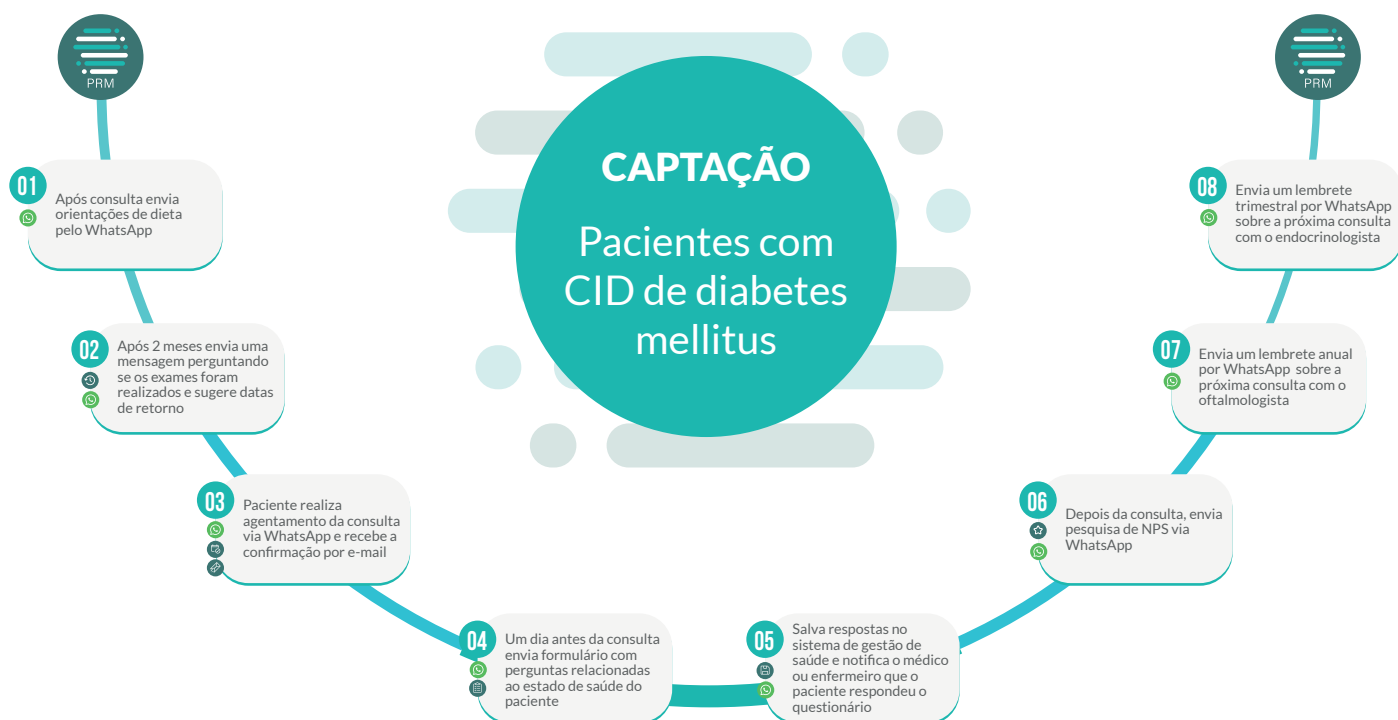 PRM
PRM
CAPTAÇÃO
Pacientes com
CID de diabetes
mellitus
01
Após consulta envia
orientações de dieta
pelo WhatsApp
02
Após 2 meses envia uma
mensagem perguntando
se os exames foram
realizados e sugere datas
de retorno
03
Paciente realiza
agentamento da consulta
via WhatsApp e recebe a
confirmação por e-mail
04
Um dia antes da consulta
envia formulário com
perguntas relacionadas
ao estado de saúde do
paciente
05
Salva respostas no
sistema de gestão de
saúde e notifica o médico
ou enfermeiro que o
paciente respondeu o
questionário
06
Depois da consulta, envia
pesquisa de NPS via
WhatsApp
07
Envia um lembrete anual
por WhatsApp sobre a
próxima consulta com o
oftalmologista
08
Envia um lembrete
trimestral por WhatsApp
sobre a próxima consulta
com o endocrinologista